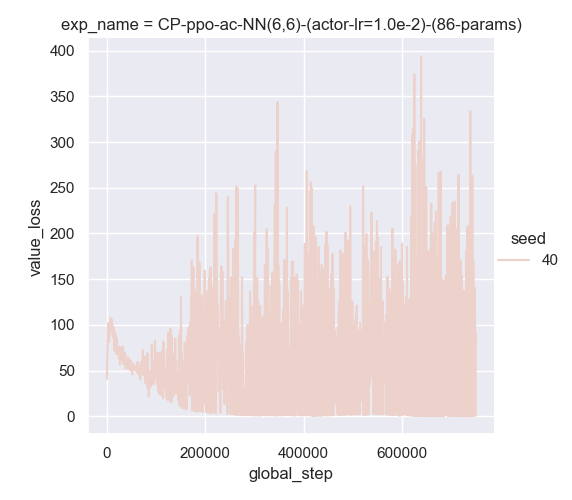 exp_name = CP-ppo-ac-NN(6,6)-(actor-lr=1.0e-2)-(86-params)
400
350
300
250
200
150
100
50
0
value_loss
0 200000 400000 600000
global_step
seed
40